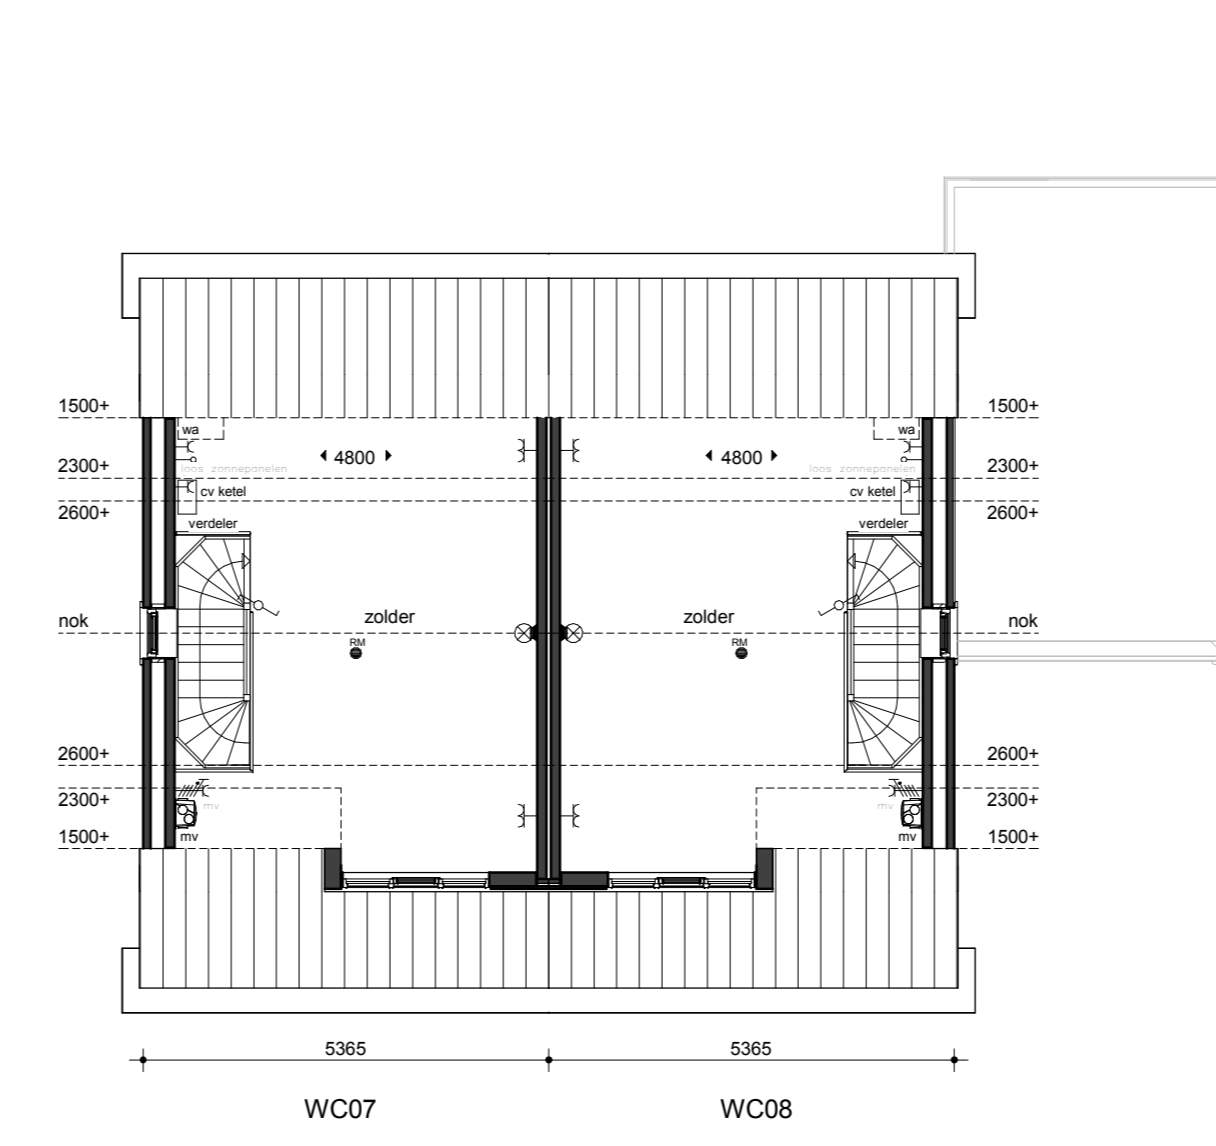 1500+ 1500+
wa wa
4800 4800
2300+ 2300+
loos zonnepanelen loos zonnepanelen
cv ketel cv ketel
2600+ 2600+
verdeler verdeler
nok zolder zolder nok
RM RM
2600+ 2600+
2300+ 2300+
mv mv
1500+ mv mv 1500+
5365 5365
WC07 WC08